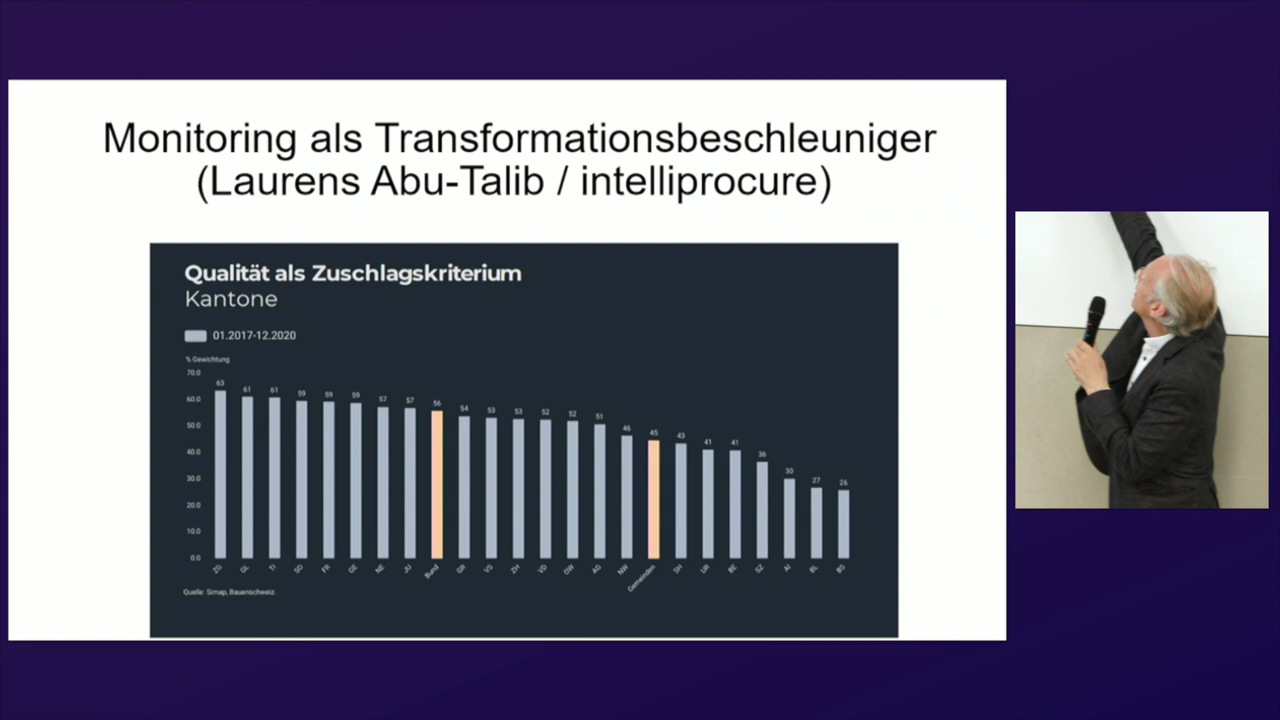 Monitoring als Transformationsbeschleuniger
(Laurens Abu-Talib / intelliprocure)
Qualität als Zuschlagskriterium
Kantone
01.2017-12.2020
% Gewichtung
70.0
60.0
50.0
40.0
30.0
20.0
10.0
0.0
63 61 61 59 59 59 57 57 56 54 53 53 52 52 51 46 45 43 41 41 36 30 27 26
ZG GL TI SO FR GE NE JU Bund GR VS ZH VD OW AG NW Gemeinden SH UR BE SZ AI BL BS
Quelle: Simap, Bauenschweiz.